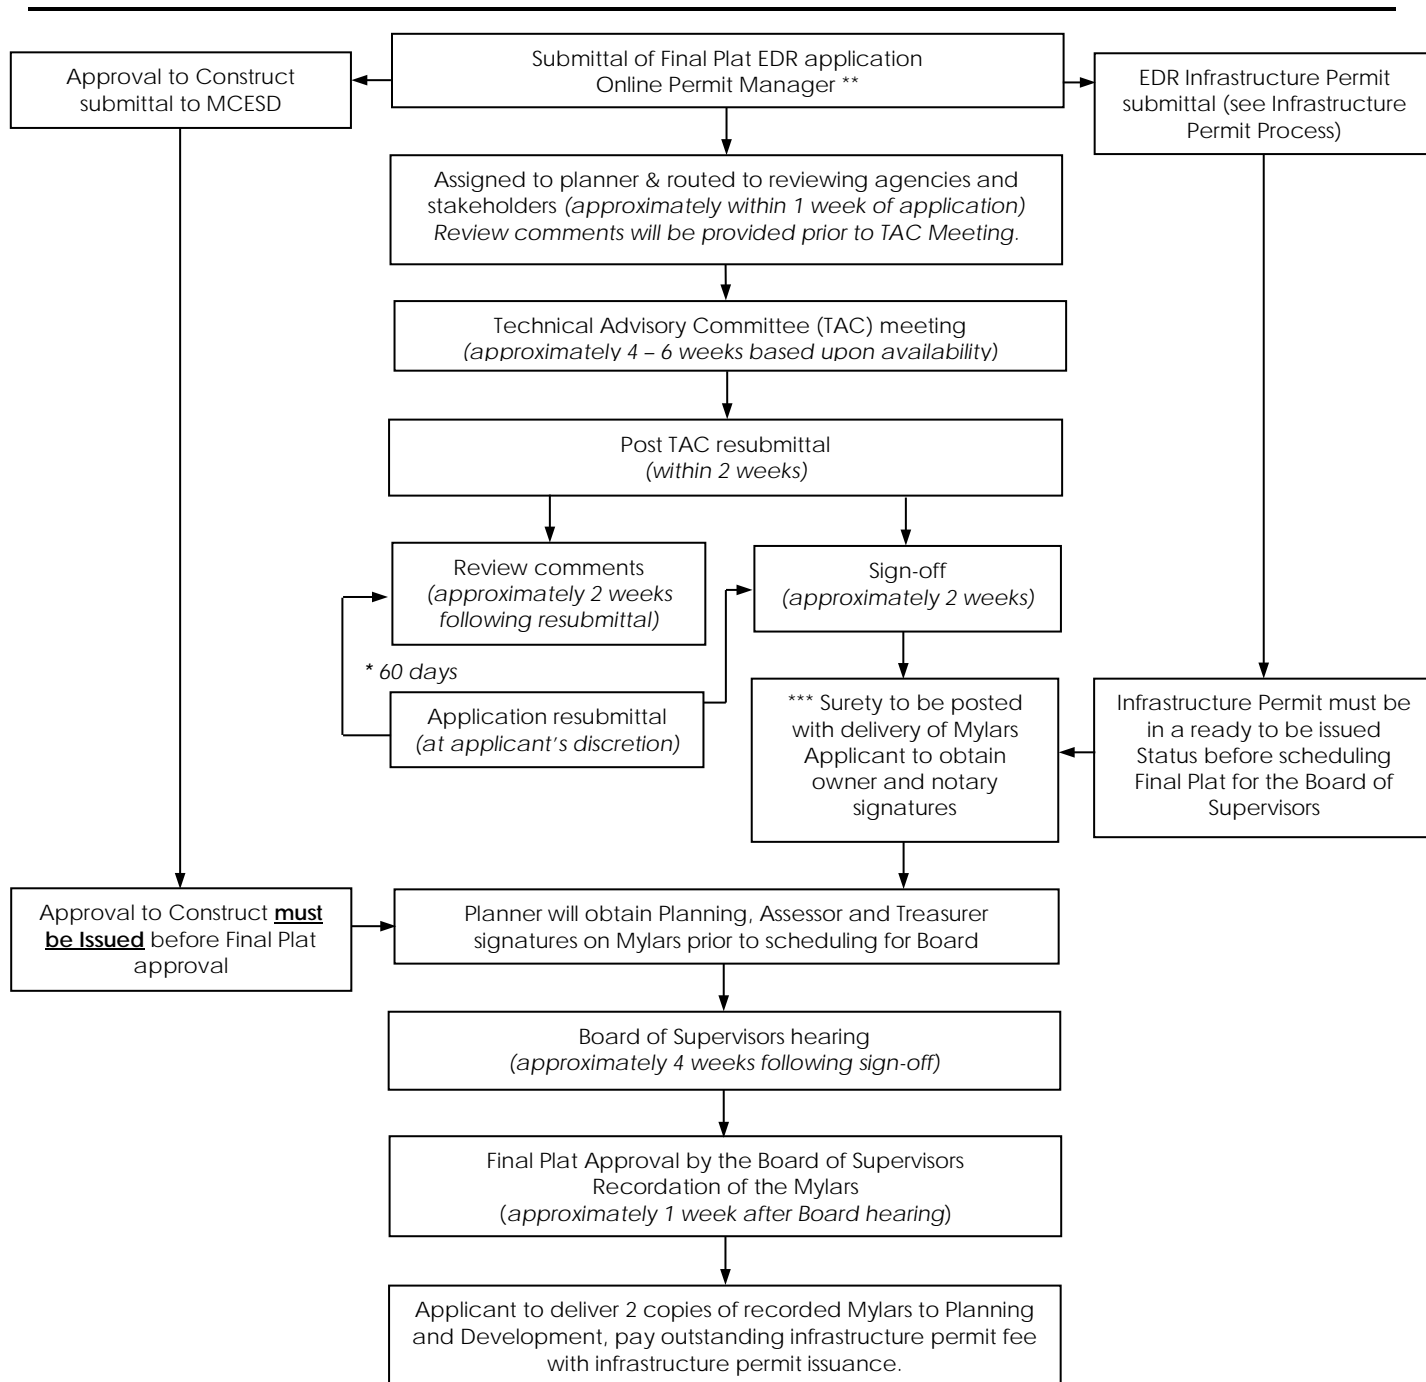 Submittal of Final Plat EDR application
Online Permit Manager **
Approval to Construct
submittal to MCESD
EDR Infrastructure Permit
submittal (see Infrastructure
Permit Process)
Assigned to planner & routed to reviewing agencies and
stakeholders (approximately within 1 week of application)
Review comments will be provided prior to TAC Meeting.
Technical Advisory Committee (TAC) meeting
(approximately 4 – 6 weeks based upon availability)
Post TAC resubmittal
(within 2 weeks)
Review comments
(approximately 2 weeks
following resubmittal)
Sign-off
(approximately 2 weeks)
* 60 days
Application resubmittal
(at applicant's discretion)
*** Surety to be posted
with delivery of Mylars
Applicant to obtain
owner and notary
signatures
Infrastructure Permit must be
in a ready to be issued
Status before scheduling
Final Plat for the Board of
Supervisors
Approval to Construct must
be Issued before Final Plat
approval
Planner will obtain Planning, Assessor and Treasurer
signatures on Mylars prior to scheduling for Board
Board of Supervisors hearing
(approximately 4 weeks following sign-off)
Final Plat Approval by the Board of Supervisors
Recordation of the Mylars
(approximately 1 week after Board hearing)
Applicant to deliver 2 copies of recorded Mylars to Planning
and Development, pay outstanding infrastructure permit fee
with infrastructure permit issuance.